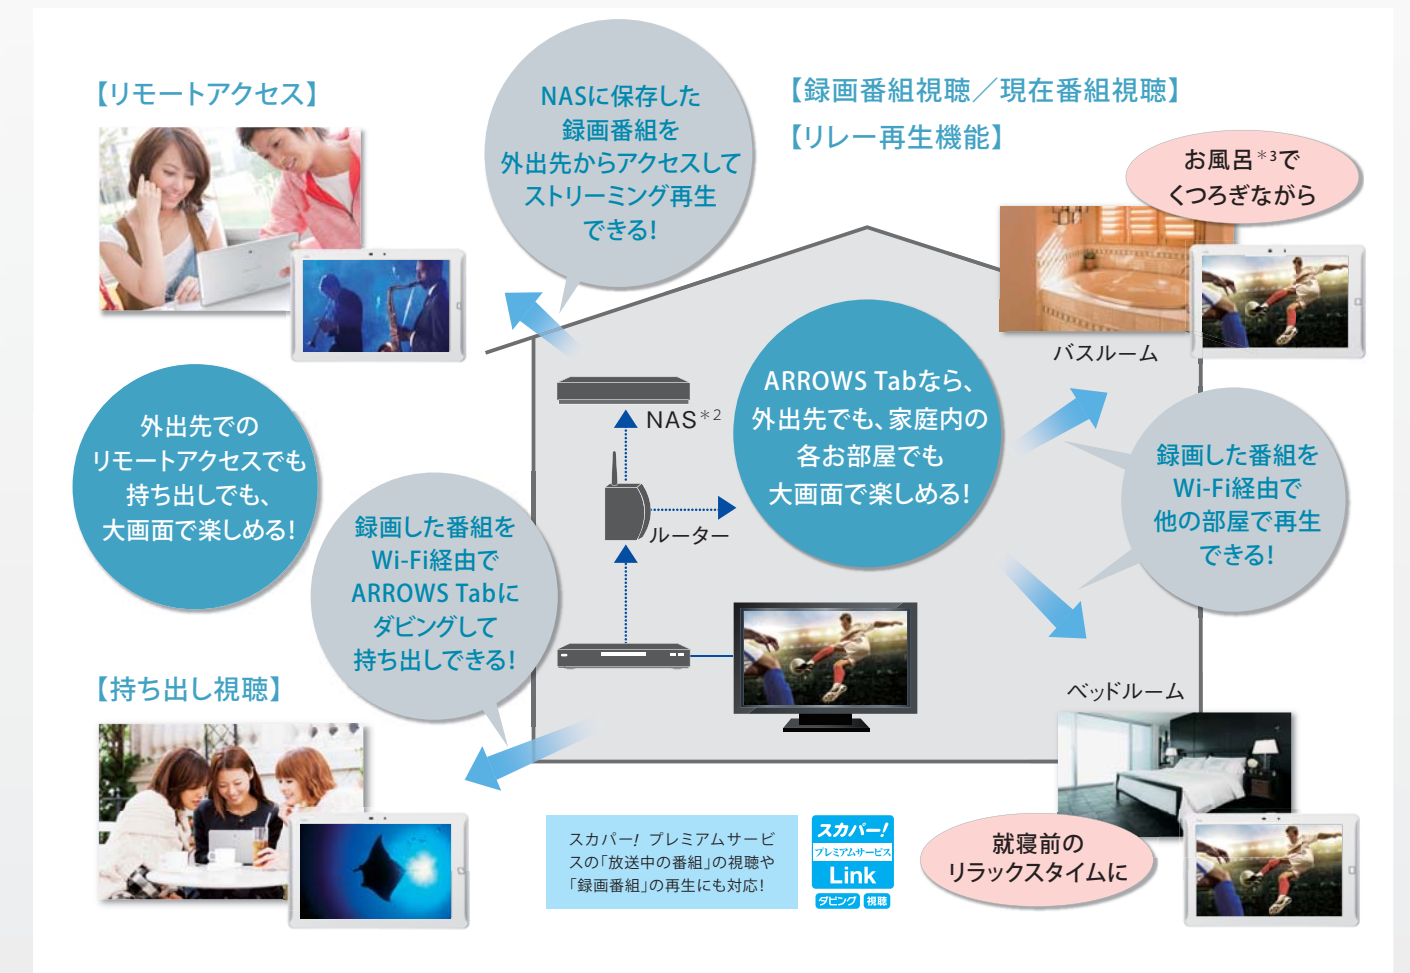 【リモートアクセス】
NASに保存した
録画番組を
外出先からアクセスして
ストリーミング再生
できる!
【録画番組視聴／現在番組視聴】
【リレー再生機能】
お風呂＊3で
くつろぎながら
バスルーム
外出先での
リモートアクセスでも
持ち出しでも、
大画面で楽しめる!
NAS＊2
ルーター
ARROWS Tabなら、
外出先でも、家庭内の
各お部屋でも
大画面で楽しめる!
録画した番組を
Wi-Fi経由で
他の部屋で再生
できる!
録画した番組を
Wi-Fi経由で
ARROWS Tabに
ダビングして
持ち出しできる!
【持ち出し視聴】
ベッドルーム
就寝前の
リラックスタイムに
スカパー! プレミアムサービ
スの「放送中の番組」の視聴や
「録画番組」の再生にも対応!
スカパー!
プレミアムサービス
Link
ダビング 視聴